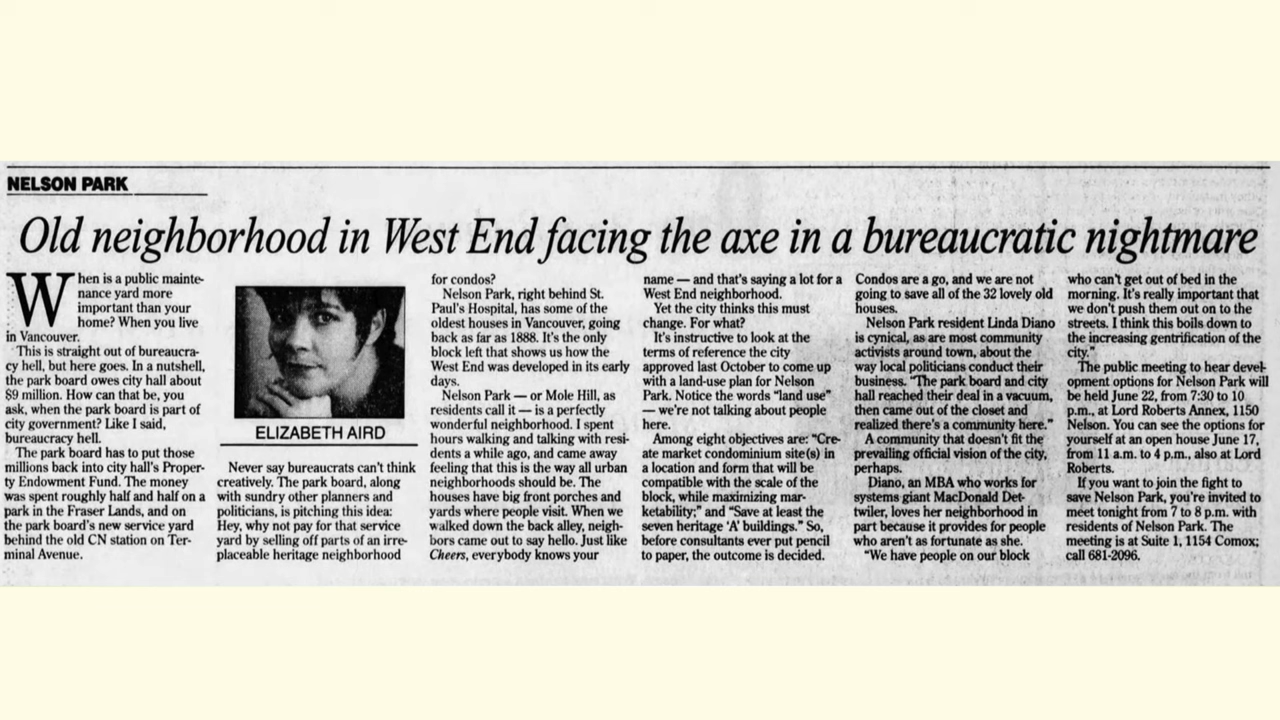 NELSON PARK
Old neighborhood in West End facing the axe in a bureaucratic nightmare
When is a public mainte-
nance yard more
important than your
home? When you live
in Vancouver.
This is straight out of bureaucra-
cy hell, but here goes. In a nutshell,
the park board owes city hall about
$9 million. How can that be, you
ask, when the park board is part of
city government? Like I said,
bureaucracy hell.
The park board has to put those
millions back into city hall's Proper-
ty Endowment Fund. The money
was spent roughly half and half on a
park in the Fraser Lands, and on
the park board's new service yard
behind the old CN station on Ter-
minal Avenue.
ELIZABETH AIRD
Never say bureaucrats can't think
creatively. The park board, along
with sundry other planners and
politicians, is pitching this idea:
Hey, why not pay for that service
yard by selling off parts of an irre-
placeable heritage neighborhood
for condos?
Nelson Park, right behind St.
Paul's Hospital, has some of the
oldest houses in Vancouver, going
back as far as 1888. It's the only
block left that shows us how the
West End was developed in its early
days.
Nelson Park — or Mole Hill, as
residents call it — is a perfectly
wonderful neighborhood. I spent
hours walking and talking with resi-
dents a while ago, and came away
feeling that this is the way all urban
neighborhoods should be. The
houses have big front porches and
yards where people visit. When we
walked down the back alley, neigh-
bors came out to say hello. Just like
Cheers, everybody knows your
name — and that's saying a lot for a
West End neighborhood.
Yet the city thinks this must
change. For what?
It's instructive to look at the
terms of reference the city
approved last October to come up
with a land-use plan for Nelson
Park. Notice the words "land use"
— we're not talking about people
here.
Among eight objectives are: "Cre-
ate market condominium site(s) in
a location and form that will be
compatible with the scale of the
block, while maximizing mar-
ketability;" and "Save at least the
seven heritage 'A' buildings." So,
before consultants ever put pencil
to paper, the outcome is decided.
Condos are a go, and we are not
going to save all of the 32 lovely old
houses.
Nelson Park resident Linda Diano
is cynical, as are most community
activists around town, about the
way local politicians conduct their
business. "The park board and city
hall reached their deal in a vacuum,
then came out of the closet and
realized there's a community here."
A community that doesn't fit the
prevailing official vision of the city,
perhaps.
Diano, an MBA who works for
systems giant MacDonald Det-
twiler, loves her neighborhood in
part because it provides for people
who aren't as fortunate as she.
"We have people on our block
who can't get out of bed in the
morning. It's really important that
we don't push them out on to the
streets. I think this boils down to
the increasing gentrification of the
city."
The public meeting to hear devel-
opment options for Nelson Park will
be held June 22, from 7:30 to 10
p.m., at Lord Roberts Annex, 1150
Nelson. You can see the options for
yourself at an open house June 17,
from 11 a.m. to 4 p.m., also at Lord
Roberts.
If you want to join the fight to
save Nelson Park, you're invited to
meet tonight from 7 to 8 p.m. with
residents of Nelson Park. The
meeting is at Suite 1, 1154 Comox;
call 681-2096.